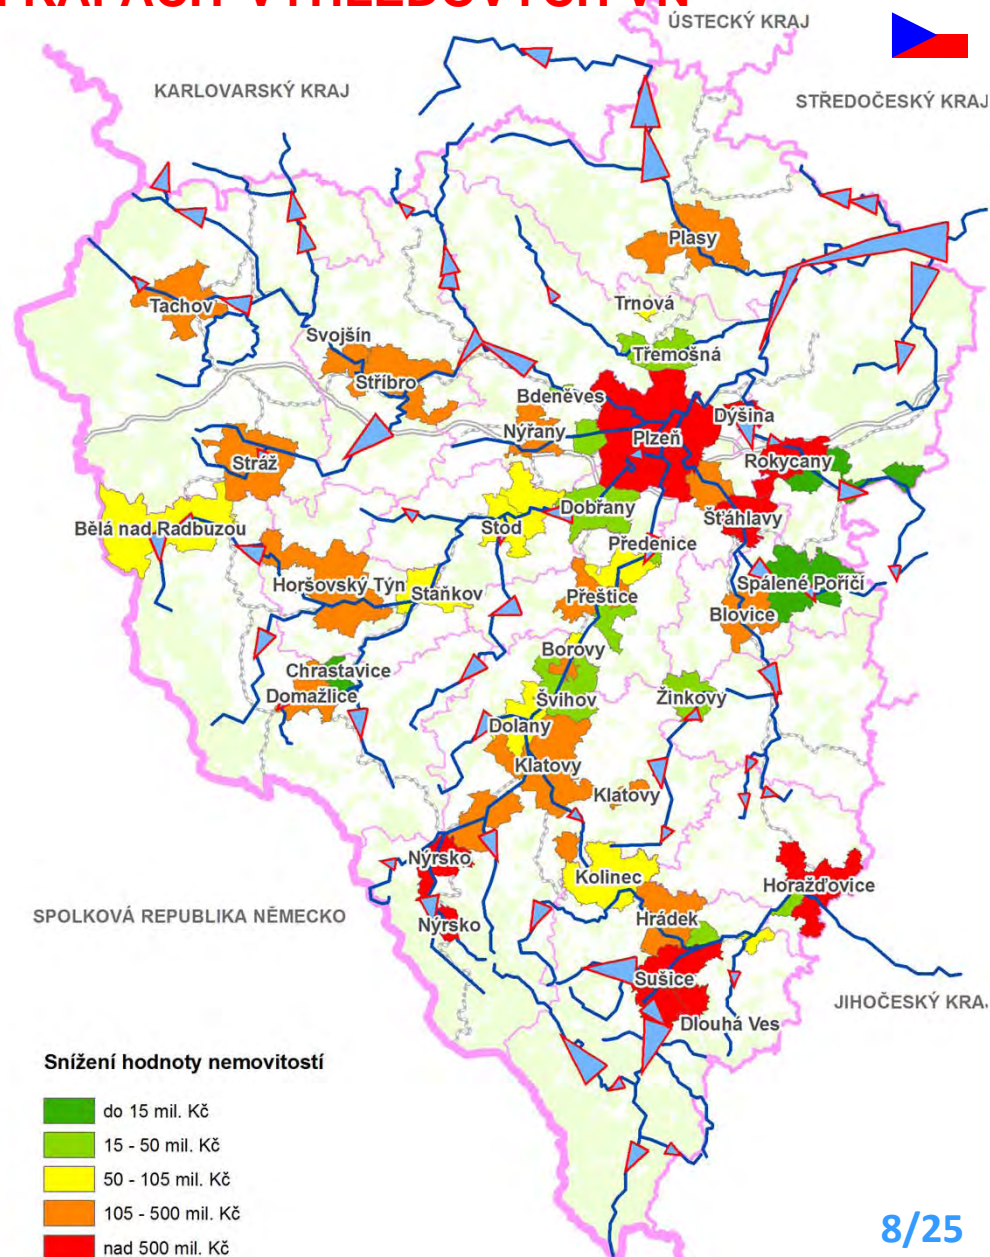 KAPACIT VÝHLEDOVÝCH VN
ÚSTECKÝ KRAJ
KARLOVARSKÝ KRAJ
STŘEDOČESKÝ KRAJ
Plasy
Tachov
Trnová
Svojšín
Třemošná
Stříbro
Bdeněves
Dýšina
Nýřany
Plzeň
Stráž
Rokycany
Dobřany
Šťáhlavy
Bělá nad Radbuzou
Stod
Předenice
Horšovský Týn
Staňkov
Přeštice
Spálené Poříčí
Blovice
Borovy
Chrastavice
Domažlice
Švihov
Žinkovy
Dolany
Klatovy
Klatovy
Nýrsko
Kolinec
Horažďovice
SPOLKOVÁ REPUBLIKA NĚMECKO
Nýrsko
Hrádek
Sušice
JIHOČESKÝ KRAJ
Dlouhá Ves
Snížení hodnoty nemovitostí
do 15 mil. Kč
15 - 50 mil. Kč
50 - 105 mil. Kč
105 - 500 mil. Kč
nad 500 mil. Kč
8/25